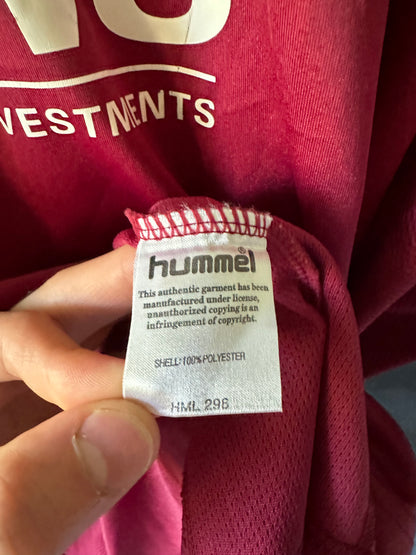 VESTMENTS
hummel
This authentic garment has been
manufactured under license,
unauthorized copying is an
infringement of copyright.
SHELL: 100% POLYESTER
HML 296